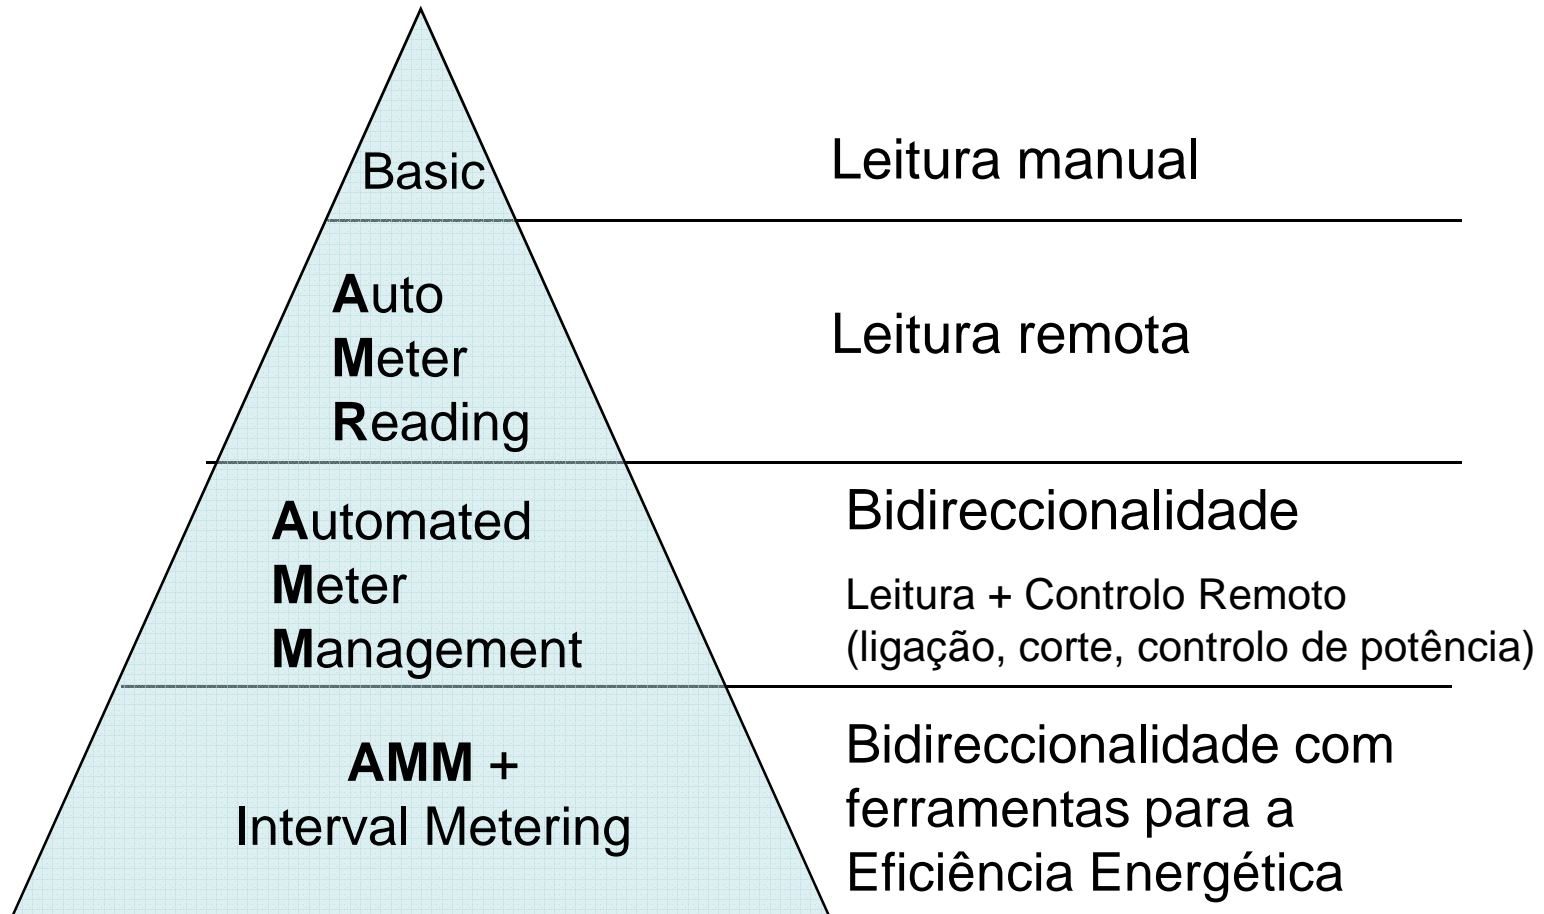 Basic
Leitura manual
Auto
Meter
Reading
Leitura remota
Automated
Meter
Management
Bidireccionalidade
Leitura + Controlo Remoto
(ligação, corte, controlo de potência)
AMM +
Interval Metering
Bidireccionalidade com
ferramentas para a
Eficiência Energética